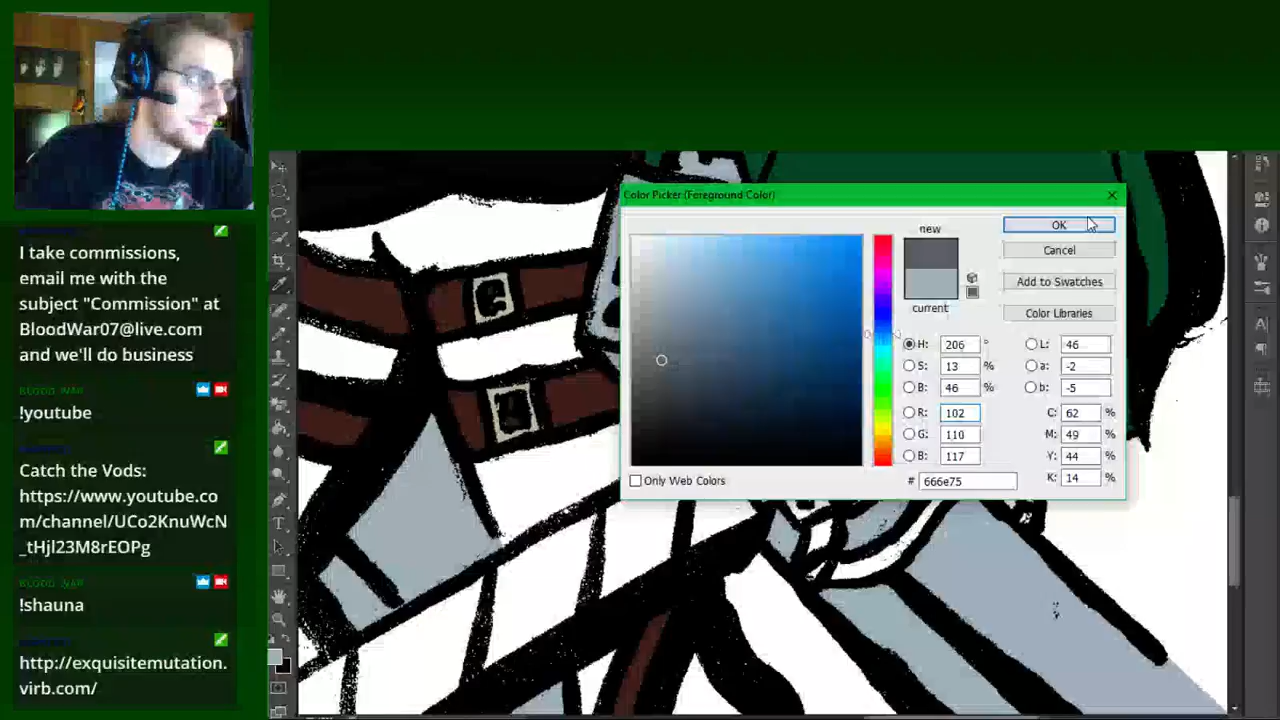 I take commissions,
email me with the
subject "Commission" at
BloodWar07@live.com
and we'll do business
BLOOD_WAR
!youtube
Catch the Vods:
https://www.youtube.co
m/channel/UCo2KnuWcN
_tHjl23M8rEOPg
BLOOD_WAR
!shauna
http://exquisitemutation.
virb.com/
Color Picker (Foreground Color)
new
current
OK
Cancel
Add to Swatches
Color Libraries
H: 206 °
S: 13 %
B: 46 %
R: 102
G: 110
B: 117
L: 46
a: -2
b: -5
C: 62 %
M: 49 %
Y: 44 %
K: 14 %
Only Web Colors
# 666e75